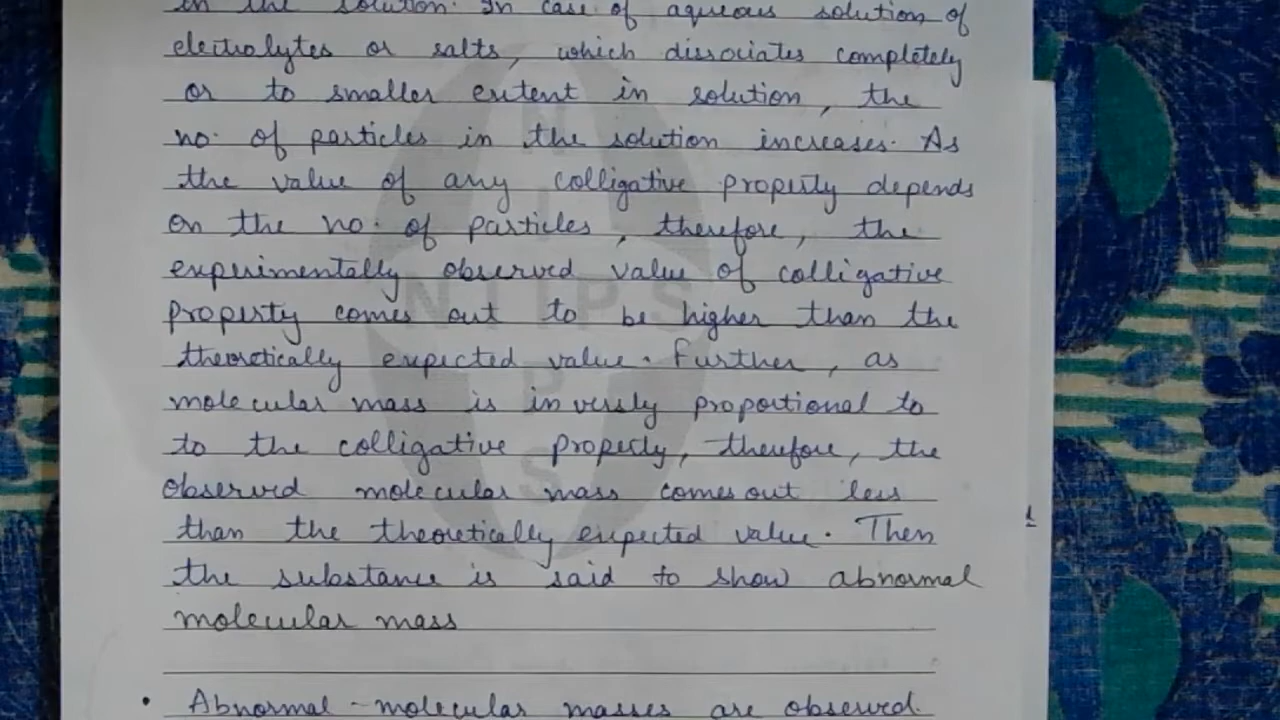 in the solution. In case of aqueous solution of
electrolytes or salts, which dissociates completely
or to smaller extent in solution, the
no. of particles in the solution increases. As
the value of any colligative property depends
on the no. of particles, therefore, the
experimentally observed value of colligative
property comes out to be higher than the
theoretically expected value. Further, as
molecular mass is inversly proportional to
to the colligative property, therefore, the
observed molecular mass comes out less
than the theoretically expected value. Then
the substance is said to show abnormal
molecular mass
• Abnormal - molecular masses are observed.
NIIPS